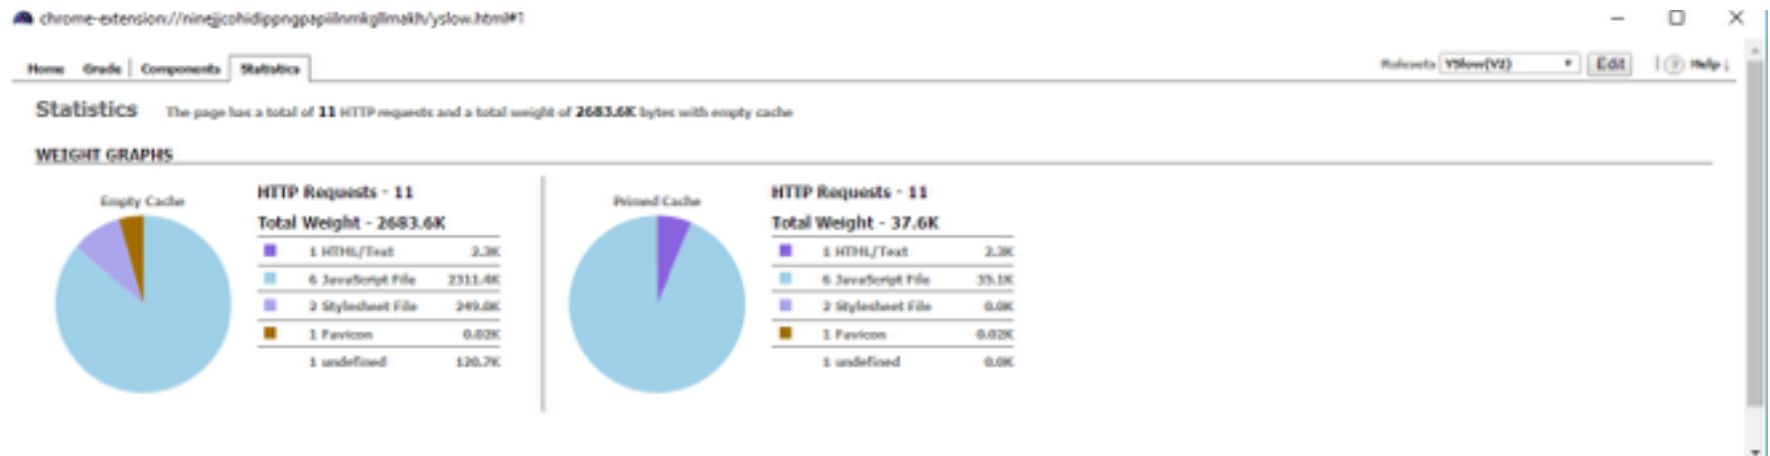 chrome-extension://ninejjcohidippngpapiilnmkgllmakh/yslow.html#1
Home Grade Components Statistics Rulesets YSlow(V2) Edit Help
Statistics The page has a total of 11 HTTP requests and a total weight of 2683.6K bytes with empty cache
WEIGHT GRAPHS
Empty Cache
HTTP Requests - 11
Total Weight - 2683.6K
1 HTML/Text 2.3K
6 JavaScript File 2311.4K
2 Stylesheet File 249.0K
1 Favicon 0.02K
1 undefined 120.7K
Primed Cache
HTTP Requests - 11
Total Weight - 37.6K
1 HTML/Text 2.3K
6 JavaScript File 35.1K
2 Stylesheet File 0.0K
1 Favicon 0.02K
1 undefined 0.0K